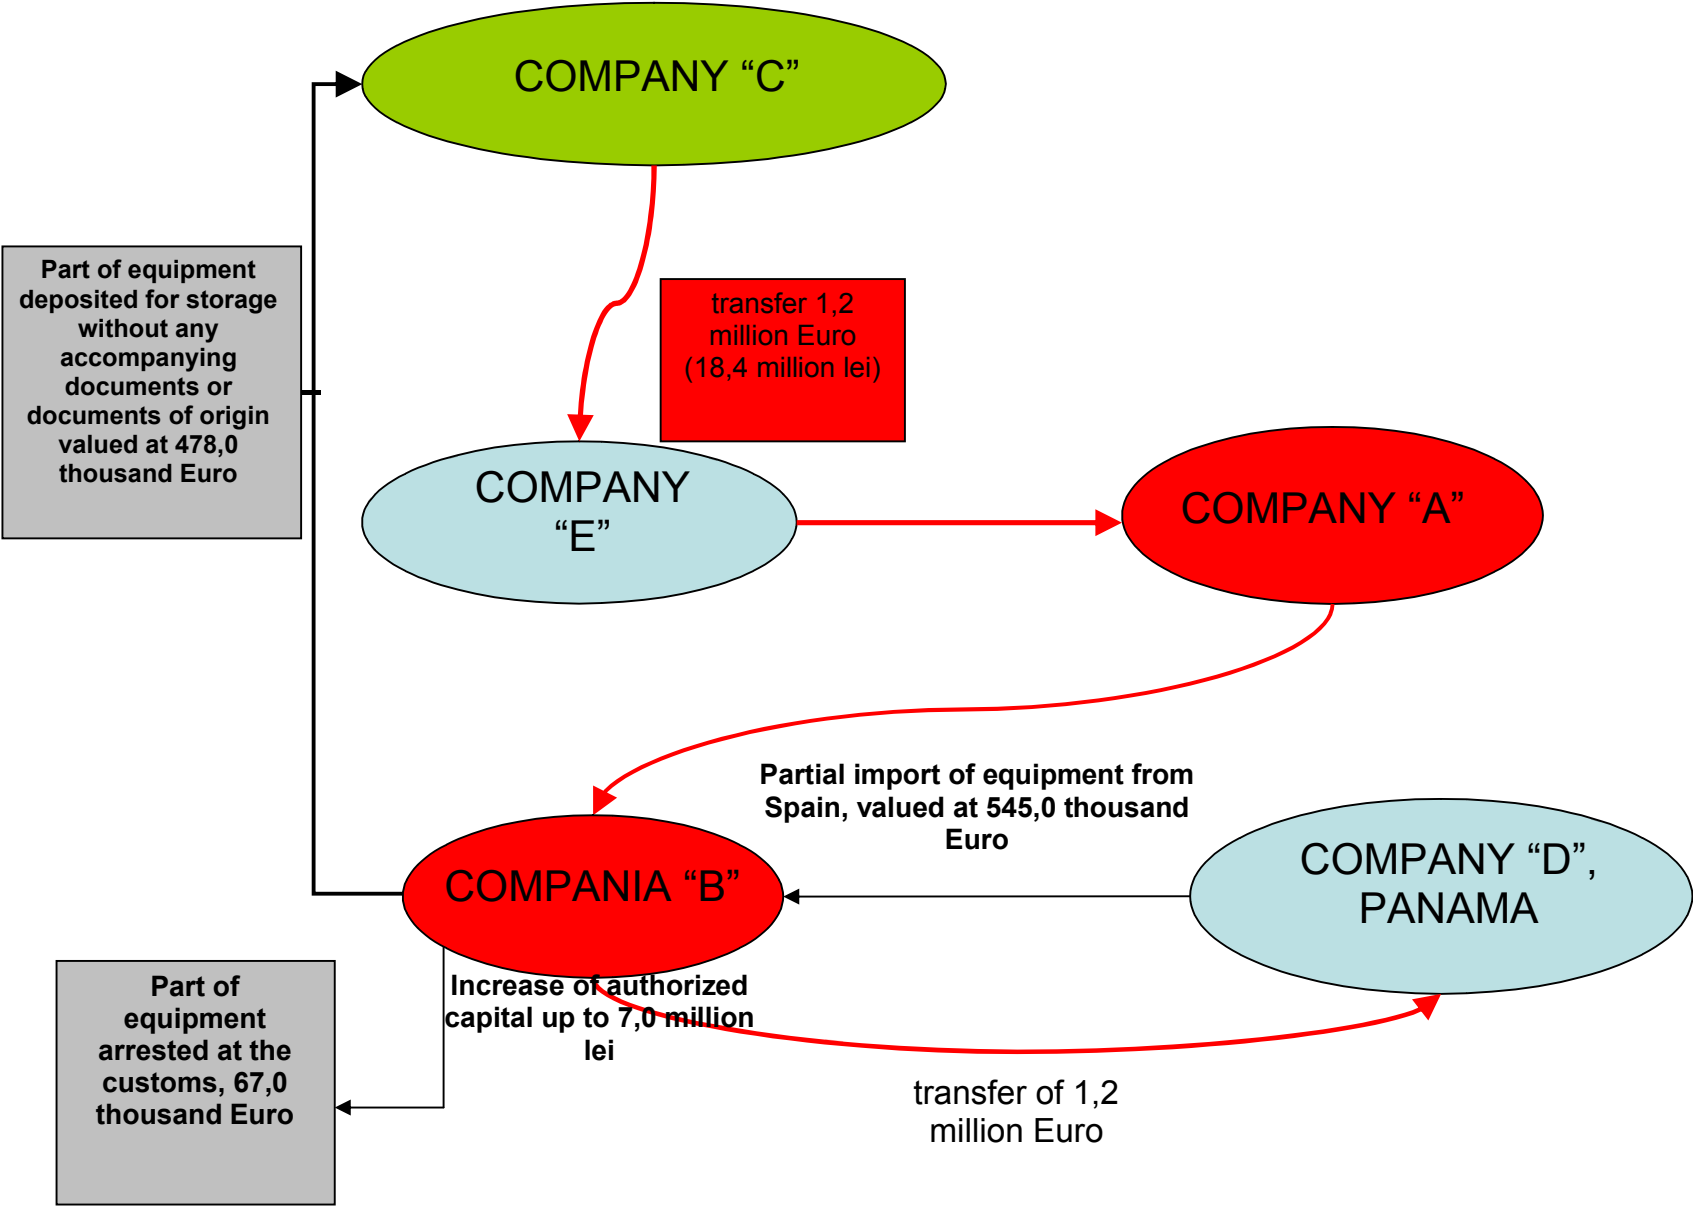 COMPANY “C”
Part of equipment
deposited for storage
without any
accompanying
documents or
documents of origin
valued at 478,0
thousand Euro
transfer 1,2
million Euro
(18,4 million lei)
COMPANY
“E”
COMPANY “A”
Partial import of equipment from
Spain, valued at 545,0 thousand
Euro
COMPANIA “B”
COMPANY “D”,
PANAMA
Part of
equipment
arrested at the
customs, 67,0
thousand Euro
Increase of authorized
capital up to 7,0 million
lei
transfer of 1,2
million Euro